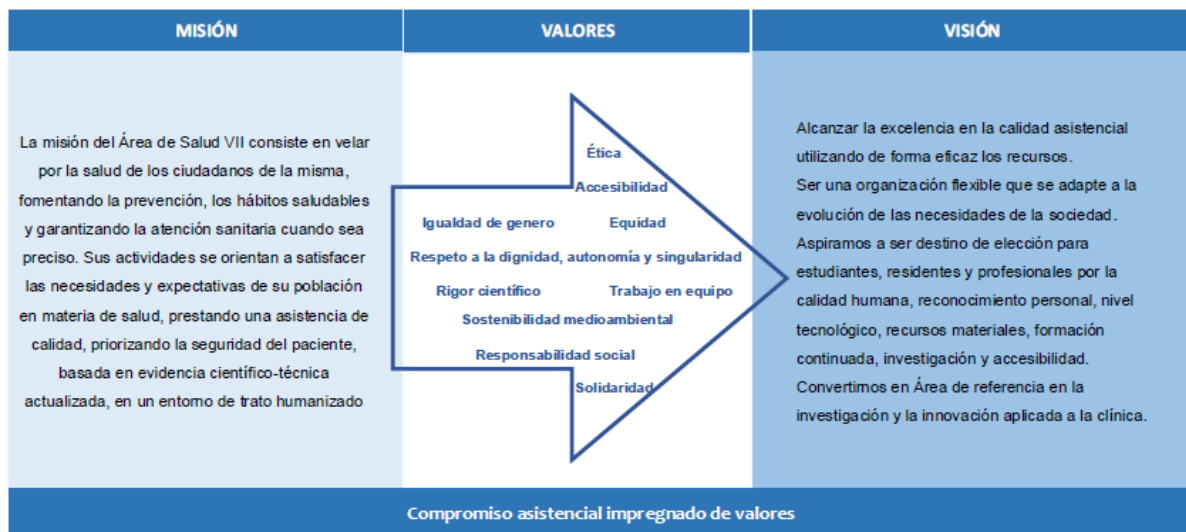 MISIÓN
VALORES
VISIÓN
La misión del Área de Salud VII consiste en velar
por la salud de los ciudadanos de la misma,
fomentando la prevención, los hábitos saludables
y garantizando la atención sanitaria cuando sea
preciso. Sus actividades se orientan a satisfacer
las necesidades y expectativas de su población
en materia de salud, prestando una asistencia de
calidad, priorizando la seguridad del paciente,
basada en evidencia científico-técnica
actualizada, en un entorno de trato humanizado
Ética
Accesibilidad
Igualdad de genero Equidad
Respeto a la dignidad, autonomía y singularidad
Rigor científico Trabajo en equipo
Sostenibilidad medioambiental
Responsabilidad social
Solidaridad
Alcanzar la excelencia en la calidad asistencial
utilizando de forma eficaz los recursos.
Ser una organización flexible que se adapte a la
evolución de las necesidades de la sociedad.
Aspiramos a ser destino de elección para
estudiantes, residentes y profesionales por la
calidad humana, reconocimiento personal, nivel
tecnológico, recursos materiales, formación
continuada, investigación y accesibilidad.
Convertirnos en Área de referencia en la
investigación y la innovación aplicada a la clínica.
Compromiso asistencial impregnado de valores